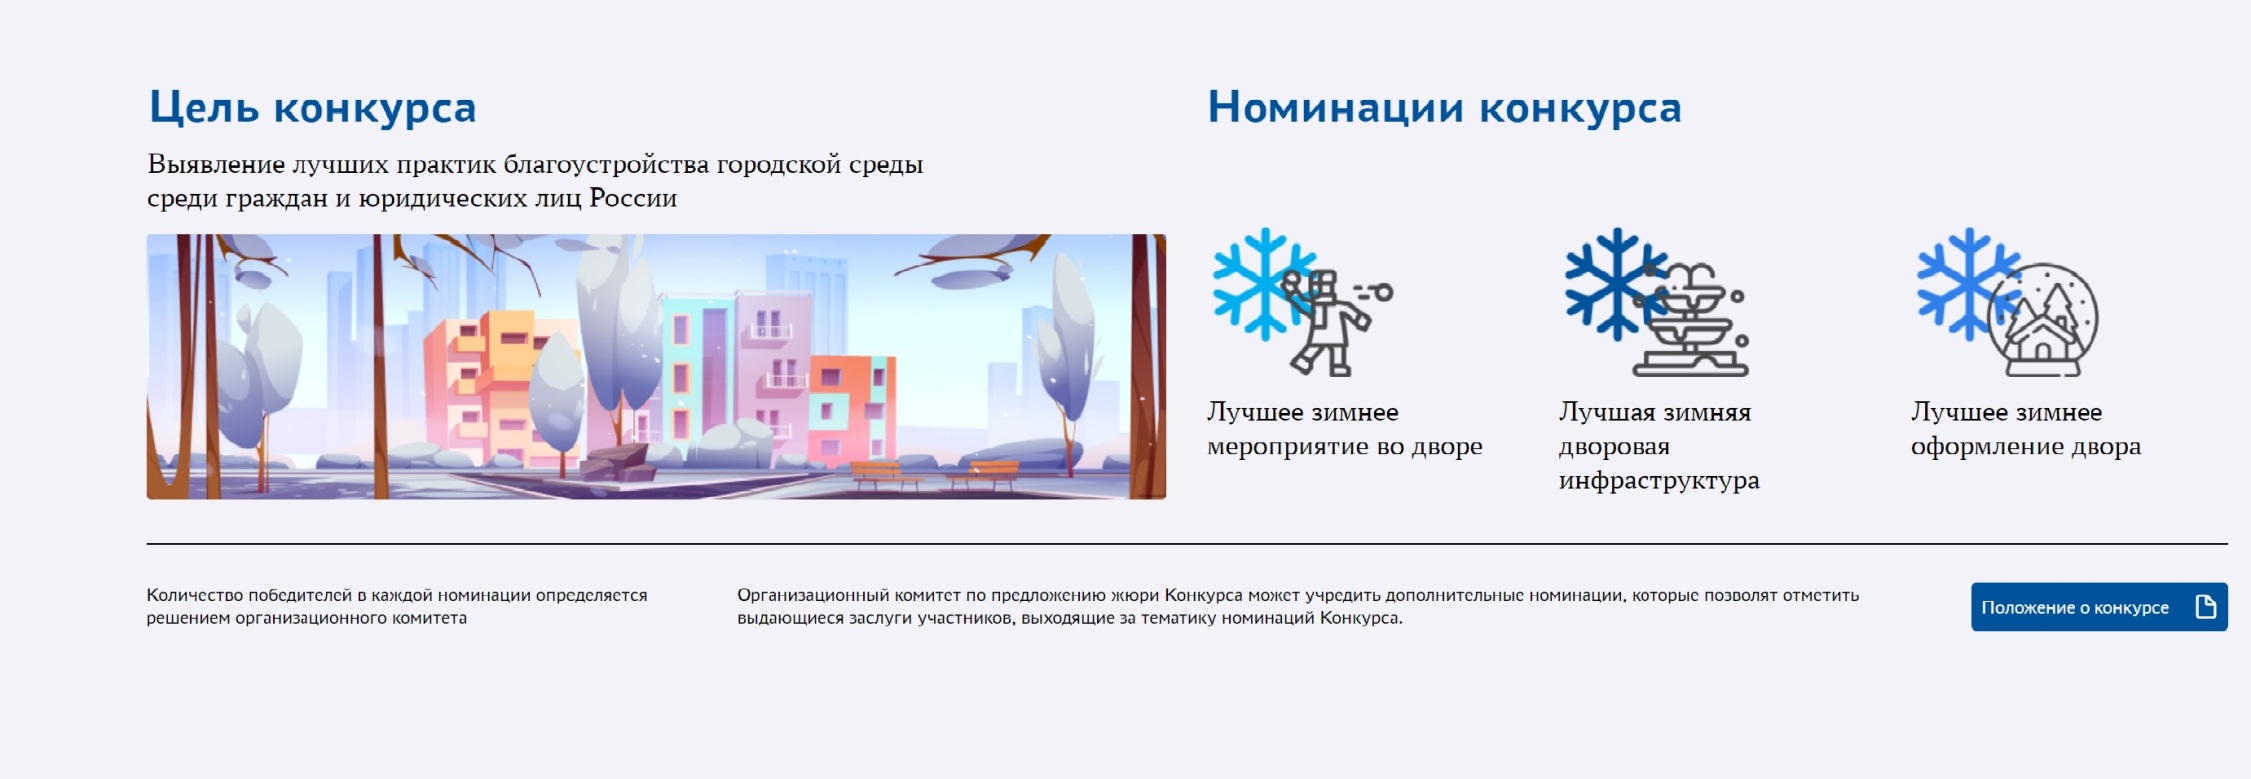 Цель конкурса
Выявление лучших практик благоустройства городской среды
среди граждан и юридических лиц России
Номинации конкурса
Лучшее зимнее
мероприятие во дворе
Лучшая зимняя
дворовая
инфраструктура
Лучшее зимнее
оформление двора
Количество победителей в каждой номинации определяется
решением организационного комитета
Организационный комитет по предложению жюри Конкурса может учредить дополнительные номинации, которые позволят отметить
выдающиеся заслуги участников, выходящие за тематику номинаций Конкурса.
Положение о конкурсе